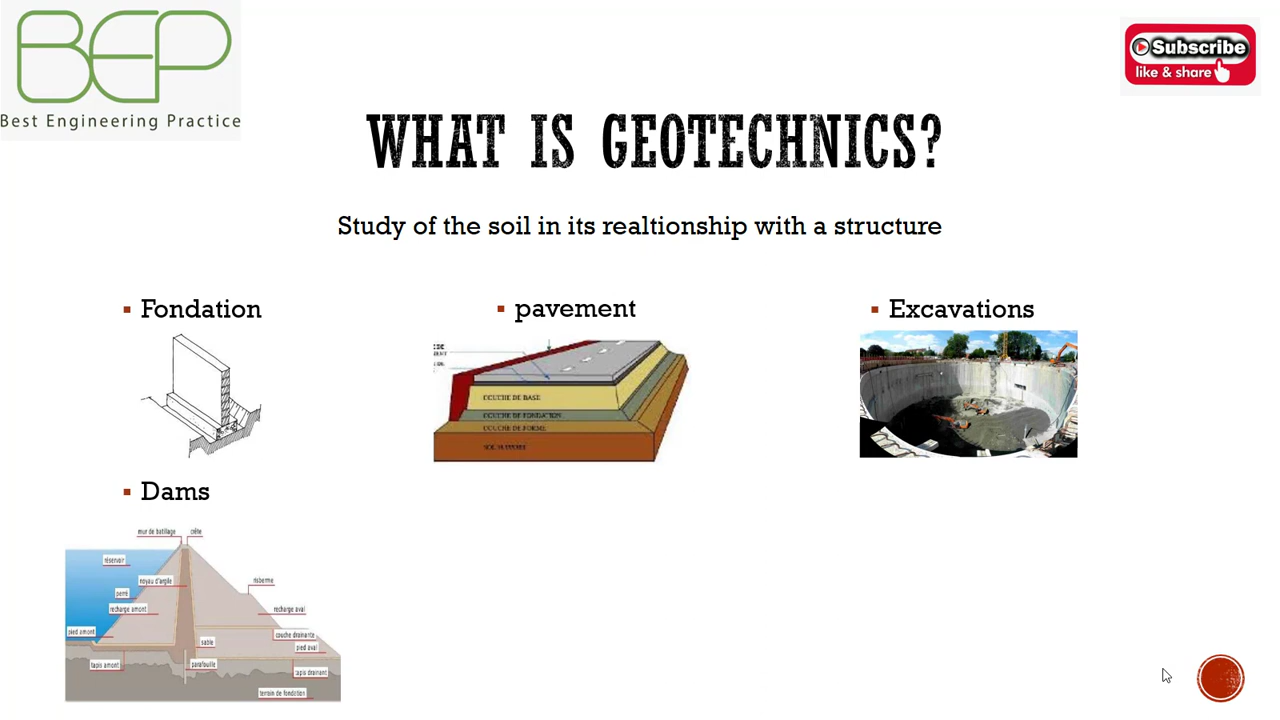 BEP
Best Engineering Practice
Subscribe
like & share
WHAT IS GEOTECHNICS?
Study of the soil in its realtionship with a structure
Fondation
pavement
Excavations
COUCHE DE BASE
COUCHE DE FONDATION
COUCHE DE FORME
Dams
mur de batillage
crête
réservoir
noyau d'argile
risberme
perré
recharge amont
recharge aval
pied amont
couche drainante
sable
pied aval
tapis amont
parafouille
tapis drainant
terrain de fondation